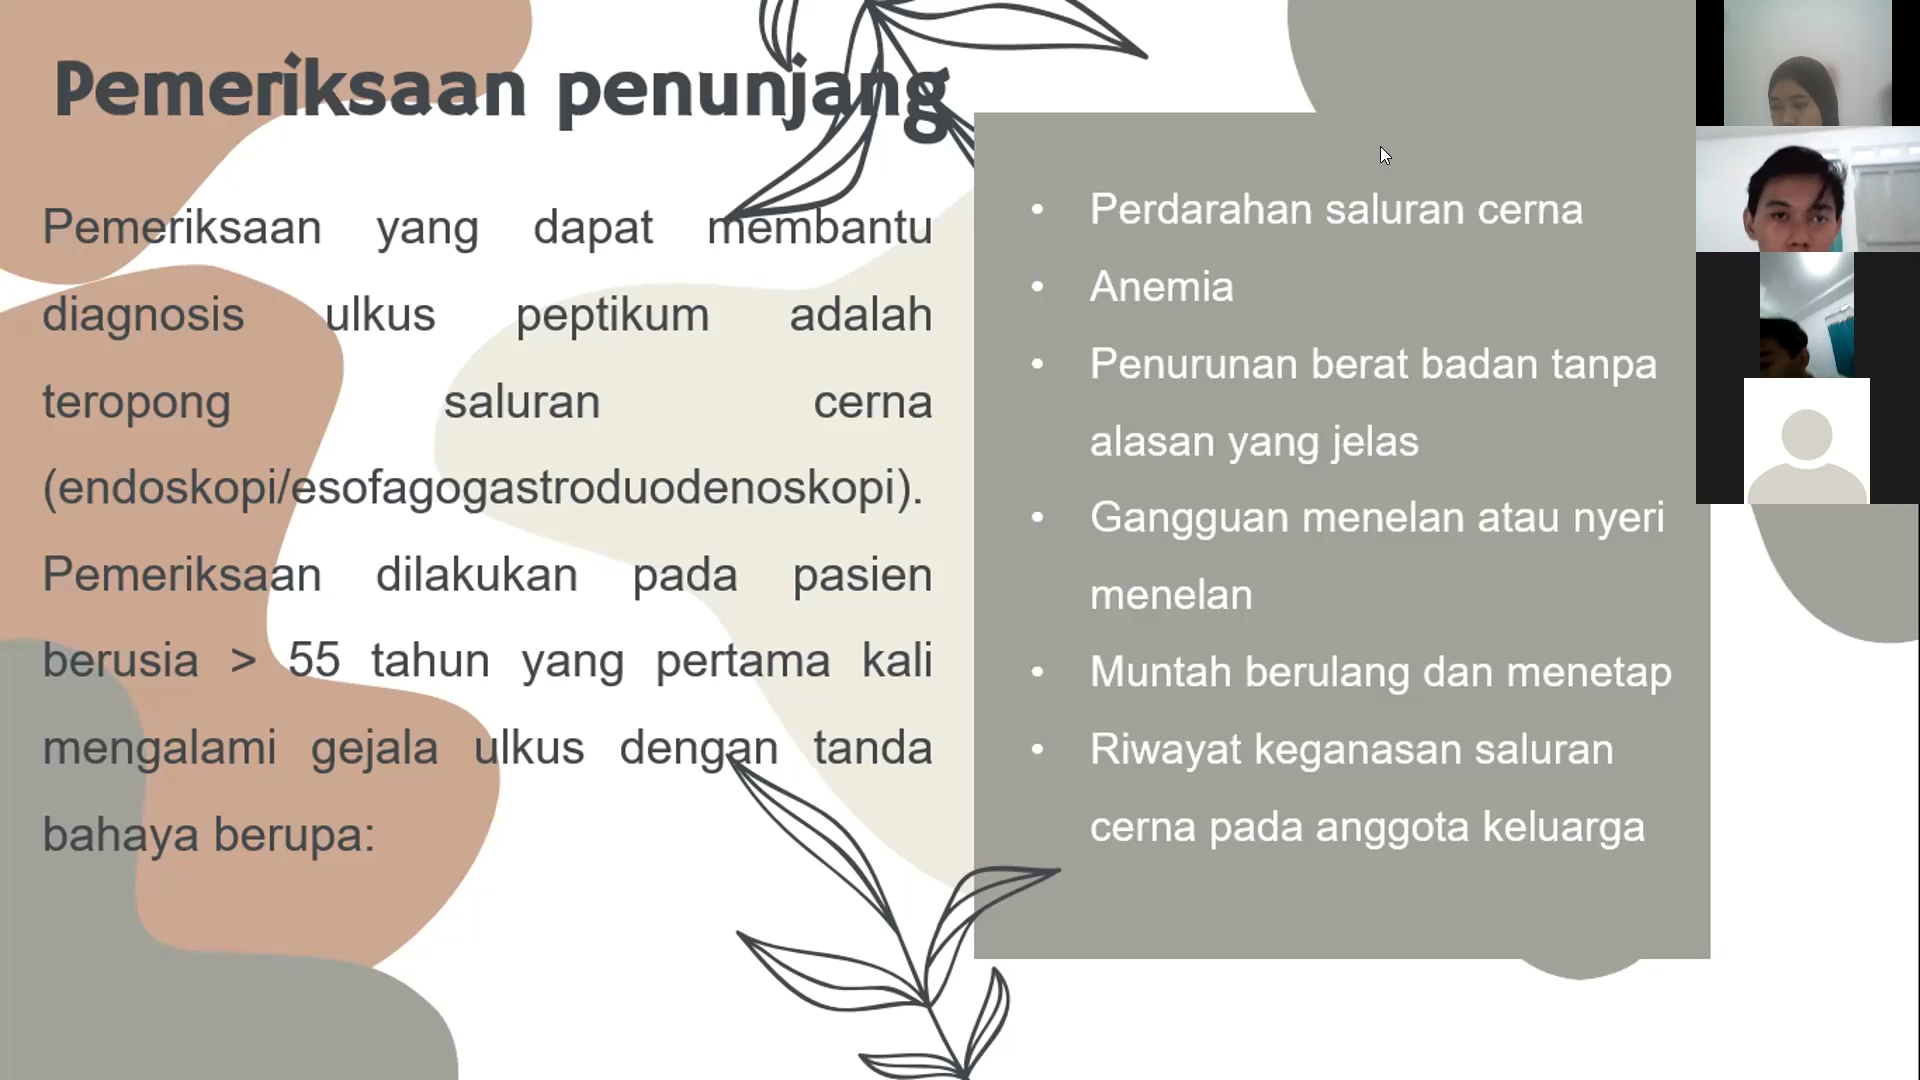 Pemeriksaan penunjang
Pemeriksaan yang dapat membantu
diagnosis ulkus peptikum adalah
teropong saluran cerna
(endoskopi/esofagogastroduodenoskopi).
Pemeriksaan dilakukan pada pasien
berusia > 55 tahun yang pertama kali
mengalami gejala ulkus dengan tanda
bahaya berupa:
• Perdarahan saluran cerna
• Anemia
• Penurunan berat badan tanpa
alasan yang jelas
• Gangguan menelan atau nyeri
menelan
• Muntah berulang dan menetap
• Riwayat keganasan saluran
cerna pada anggota keluarga